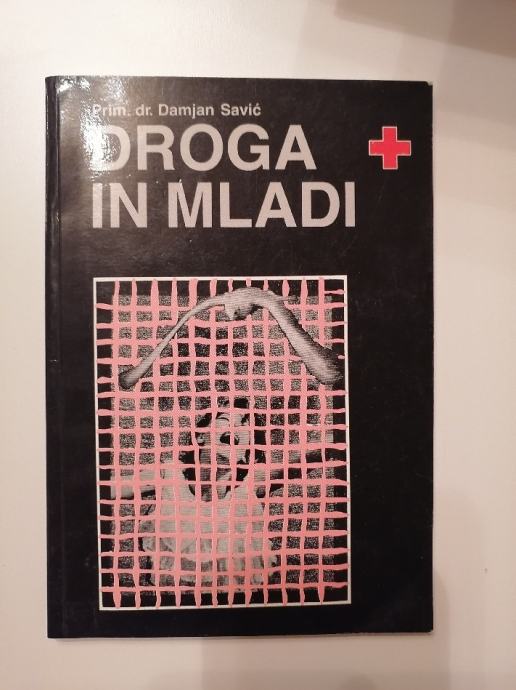 Prim. dr. Damjan Savić
DROGA
IN MLADI